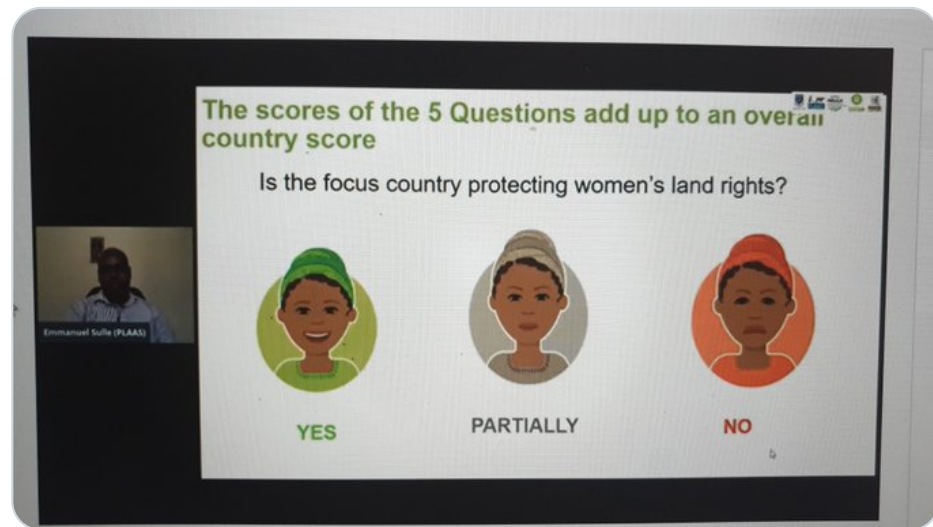 The scores of the 5 Questions add up to an overall
country score
Is the focus country protecting women's land rights?
Emmanuel Sulle (PLAAS)
YES
PARTIALLY
NO